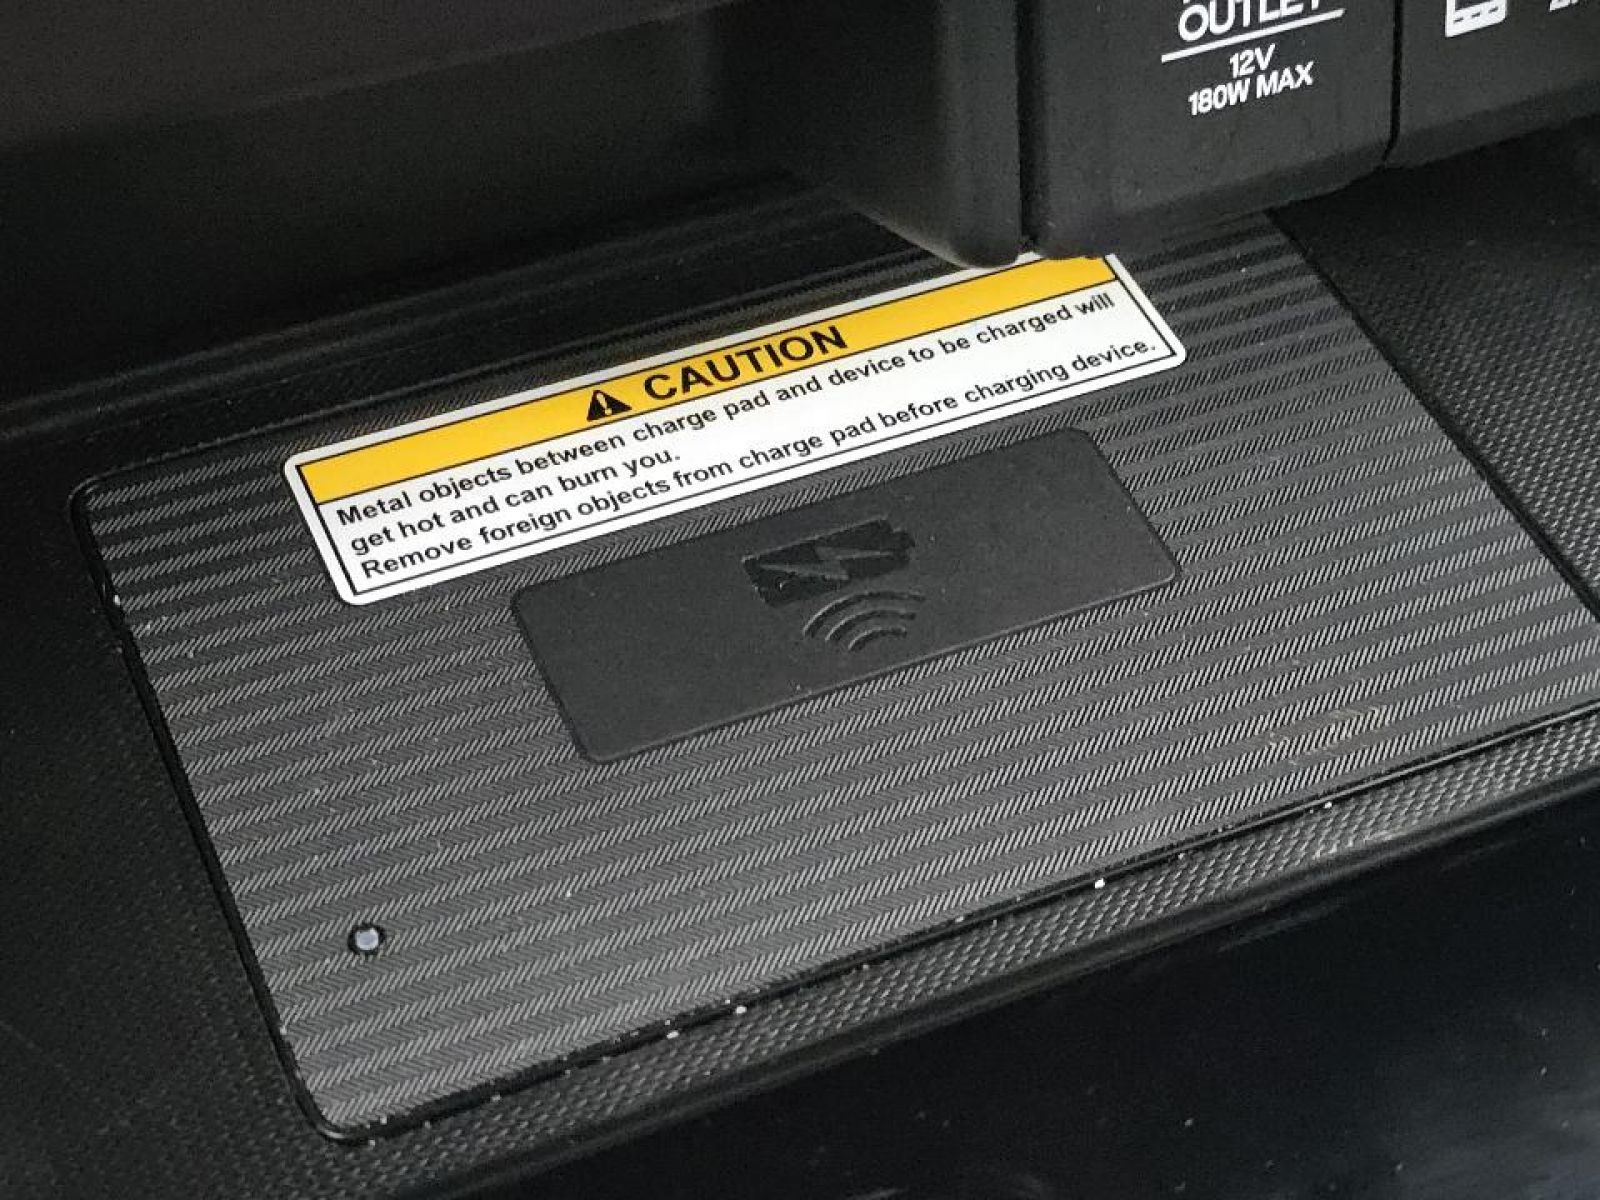 OUTLET
12V
180W MAX
CAUTION
Metal objects between charge pad and device to be charged will
get hot and can burn you.
Remove foreign objects from charge pad before charging device.